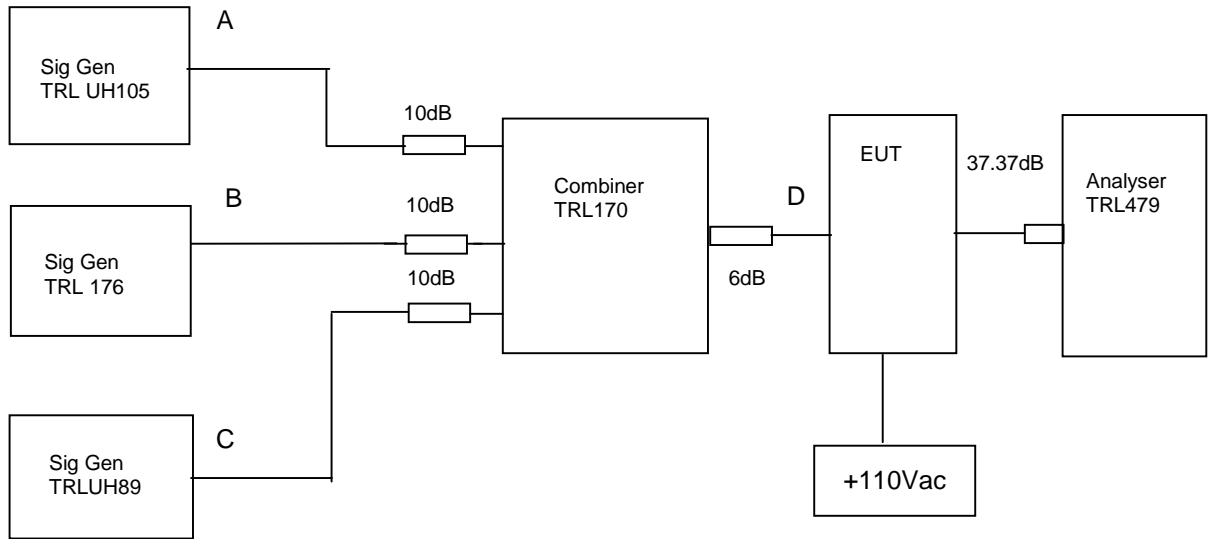 A
Sig Gen
TRL UH105
10dB
B
Sig Gen
TRL 176
10dB
10dB
C
Sig Gen
TRLUH89
Combiner
TRL170
6dB
D
EUT
+110Vac
37.37dB
Analyser
TRL479